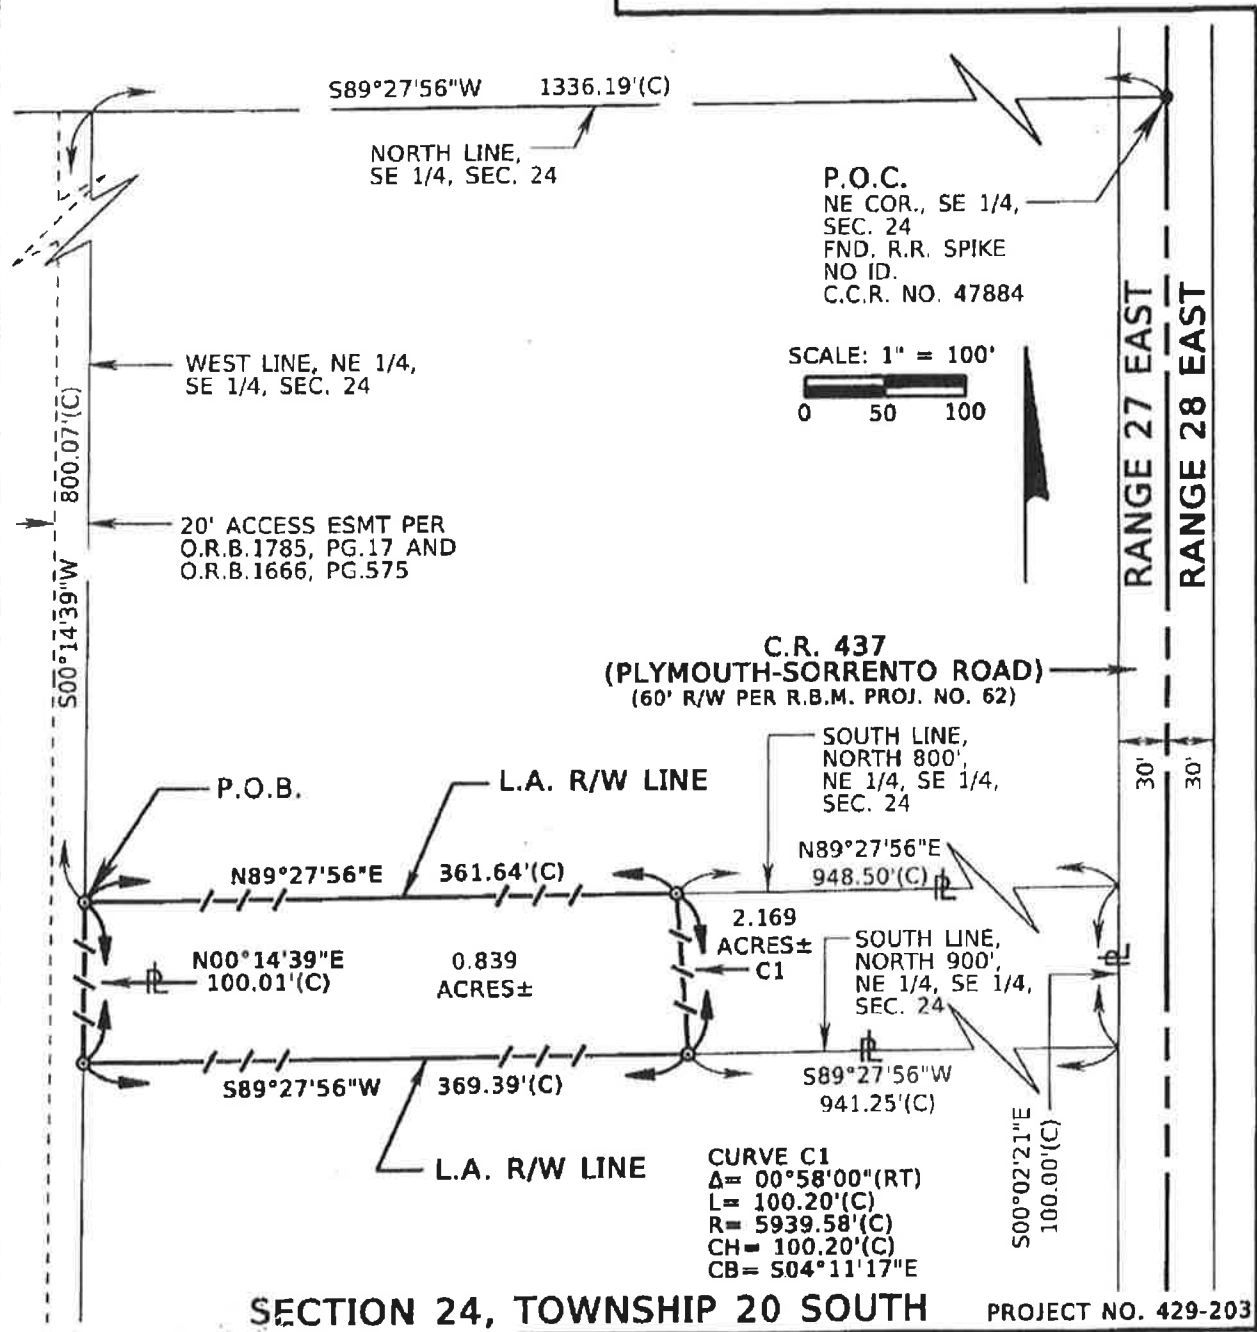 S89°27'56"W 1336.19'(C)
NORTH LINE,
SE 1/4, SEC. 24
P.O.C.
NE COR., SE 1/4,
SEC. 24
FND. R.R. SPIKE
NO ID.
C.C.R. NO. 47884
RANGE 27 EAST
RANGE 28 EAST
SCALE: 1" = 100'
0 50 100
WEST LINE, NE 1/4,
SE 1/4, SEC. 24
800.07'(C)
S00°14'39"W
20' ACCESS ESMT PER
O.R.B.1785, PG.17 AND
O.R.B.1666, PG.575
C.R. 437
(PLYMOUTH-SORRENTO ROAD)
(60' R/W PER R.B.M. PROJ. NO. 62)
30'
30'
SOUTH LINE,
NORTH 800',
NE 1/4, SE 1/4,
SEC. 24
P.O.B.
L.A. R/W LINE
N89°27'56"E 361.64'(C)
N89°27'56"E
948.50'(C) PL
2.169
ACRES±
C1
SOUTH LINE,
NORTH 900',
NE 1/4, SE 1/4,
SEC. 24
PL
PL
N00°14'39"E
100.01'(C)
0.839
ACRES±
PL
S89°27'56"W 369.39'(C)
S89°27'56"W
941.25'(C)
S00°02'21"E
100.00'(C)
L.A. R/W LINE
CURVE C1
Δ= 00°58'00"(RT)
L= 100.20'(C)
R= 5939.58'(C)
CH= 100.20'(C)
CB= S04°11'17"E
SECTION 24, TOWNSHIP 20 SOUTH
PROJECT NO. 429-203